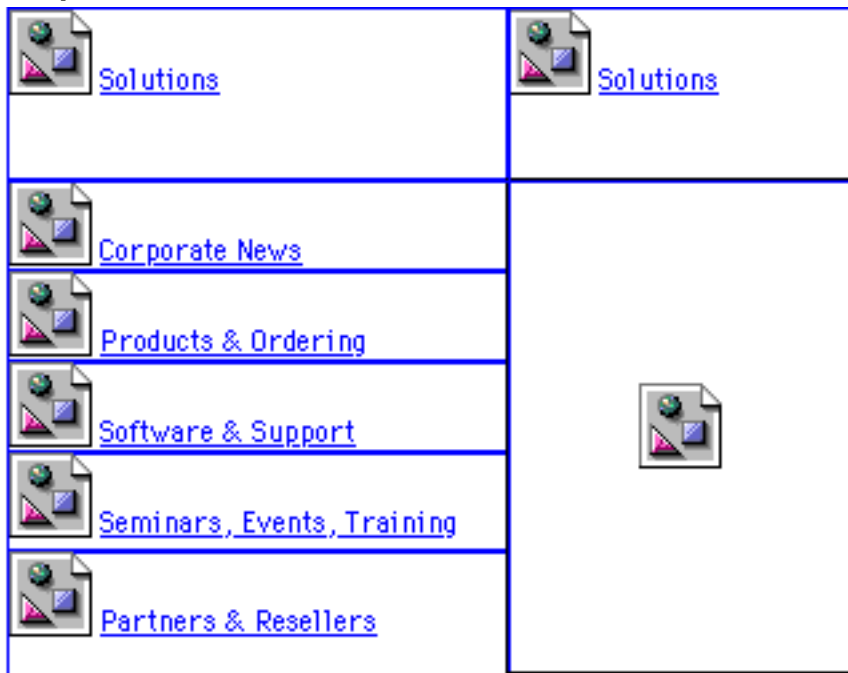 Solutions
Solutions
Corporate News
Products & Ordering
Software & Support
Seminars, Events, Training
Partners & Resellers